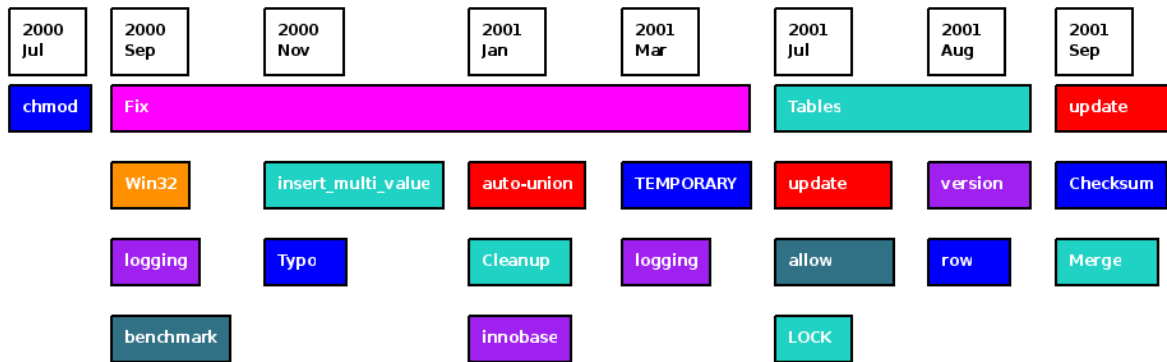 2000 2000 2000 2001 2001 2001 2001 2001
Jul Sep Nov Jan Mar Jul Aug Sep
chmod Fix Tables update
Win32 insert_multi_value auto-union TEMPORARY update version Checksum
logging Typo Cleanup logging allow row Merge
benchmark innobase LOCK